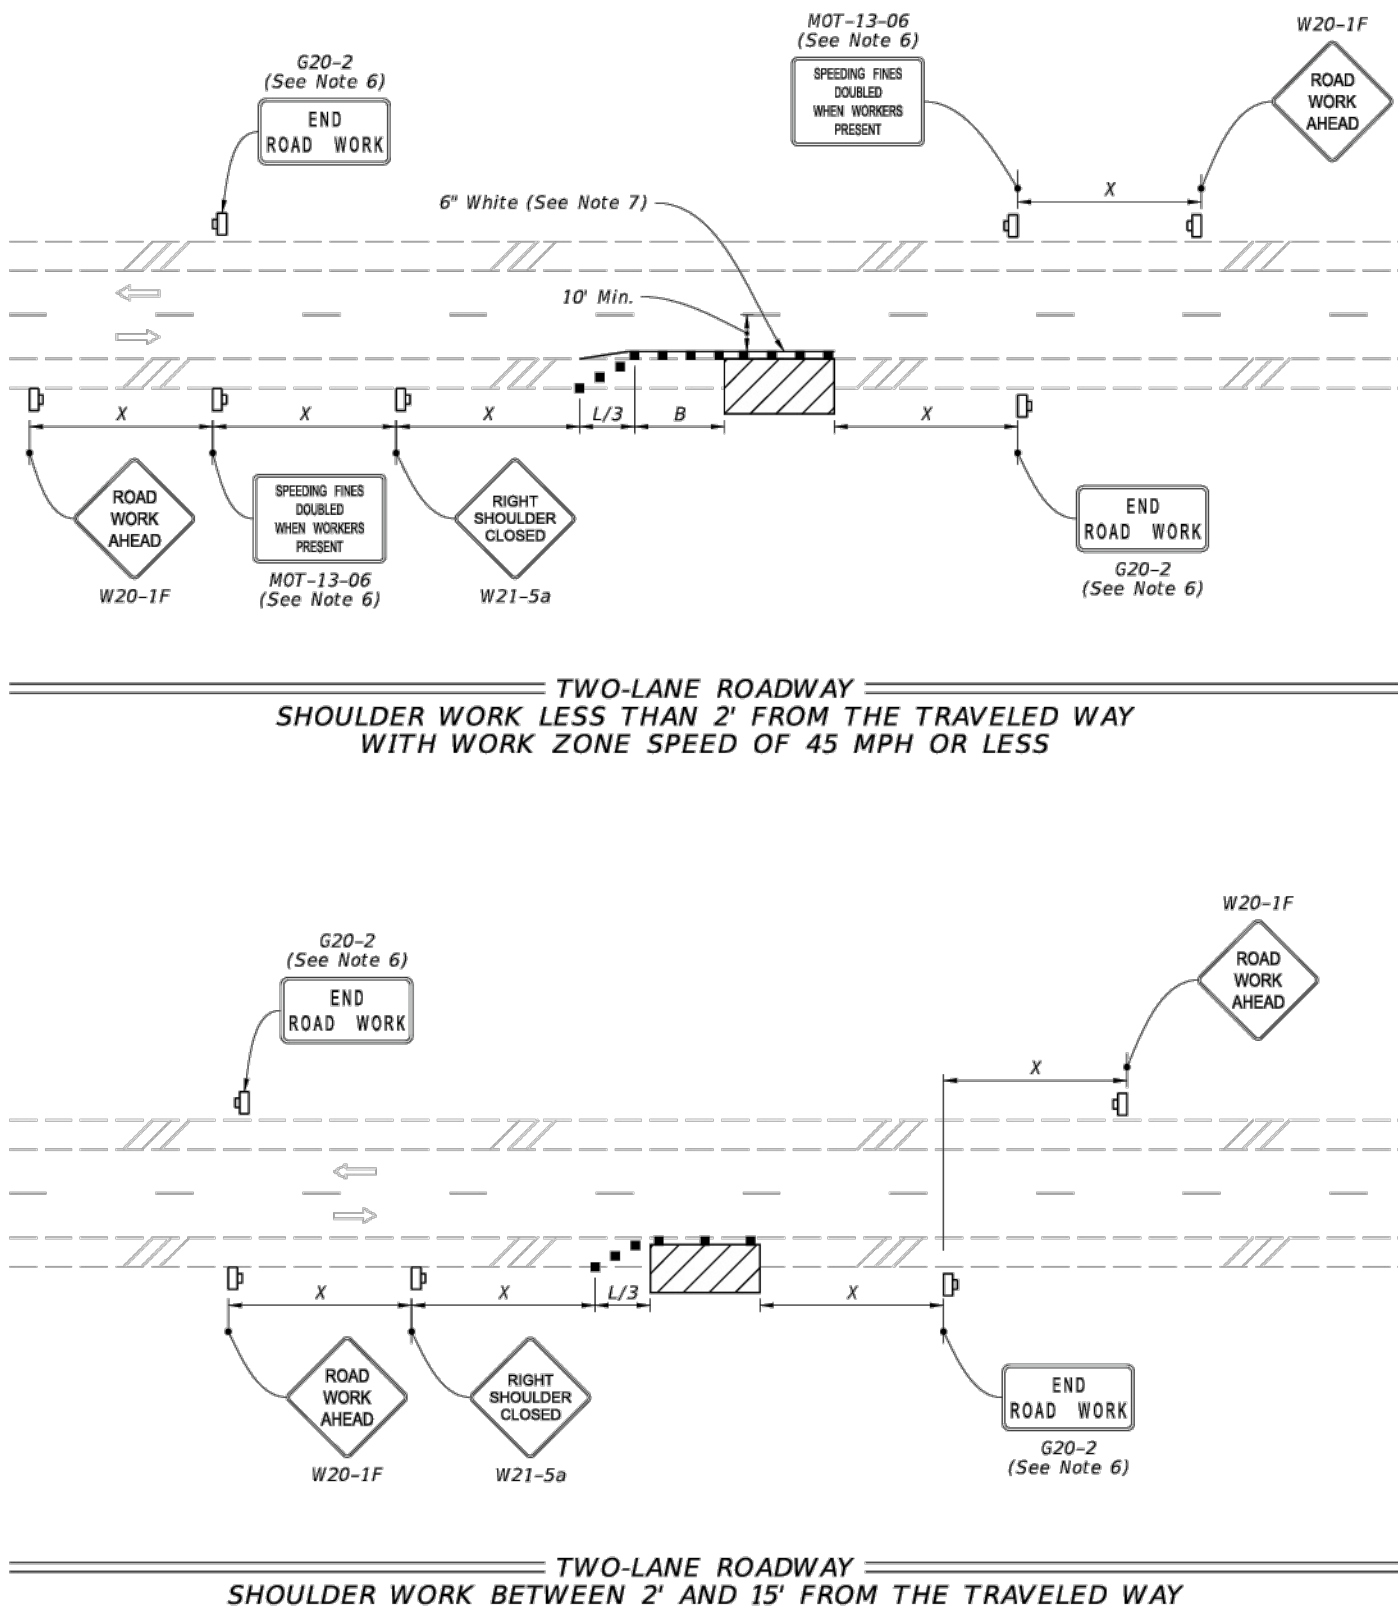 MOT-13-06
(See Note 6)
SPEEDING FINES
DOUBLED
WHEN WORKERS
PRESENT
W20-1F
ROAD
WORK
AHEAD
G20-2
(See Note 6)
END
ROAD WORK
X
6" White (See Note 7)
10' Min.
X
X
X
L/3
B
X
ROAD
WORK
AHEAD
W20-1F
SPEEDING FINES
DOUBLED
WHEN WORKERS
PRESENT
MOT-13-06
(See Note 6)
RIGHT
SHOULDER
CLOSED
W21-5a
END
ROAD WORK
G20-2
(See Note 6)
TWO-LANE ROADWAY
SHOULDER WORK LESS THAN 2' FROM THE TRAVELED WAY
WITH WORK ZONE SPEED OF 45 MPH OR LESS
W20-1F
ROAD
WORK
AHEAD
G20-2
(See Note 6)
END
ROAD WORK
X
X
X
L/3
X
ROAD
WORK
AHEAD
W20-1F
RIGHT
SHOULDER
CLOSED
W21-5a
END
ROAD WORK
G20-2
(See Note 6)
TWO-LANE ROADWAY
SHOULDER WORK BETWEEN 2' AND 15' FROM THE TRAVELED WAY